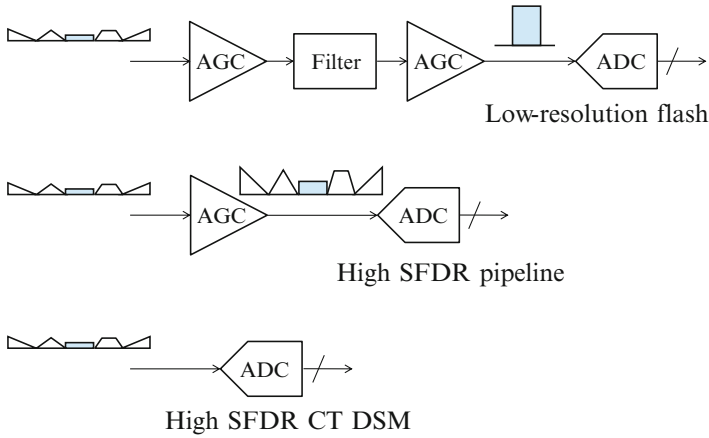 AGC Filter AGC ADC
Low-resolution flash
AGC ADC
High SFDR pipeline
ADC
High SFDR CT DSM